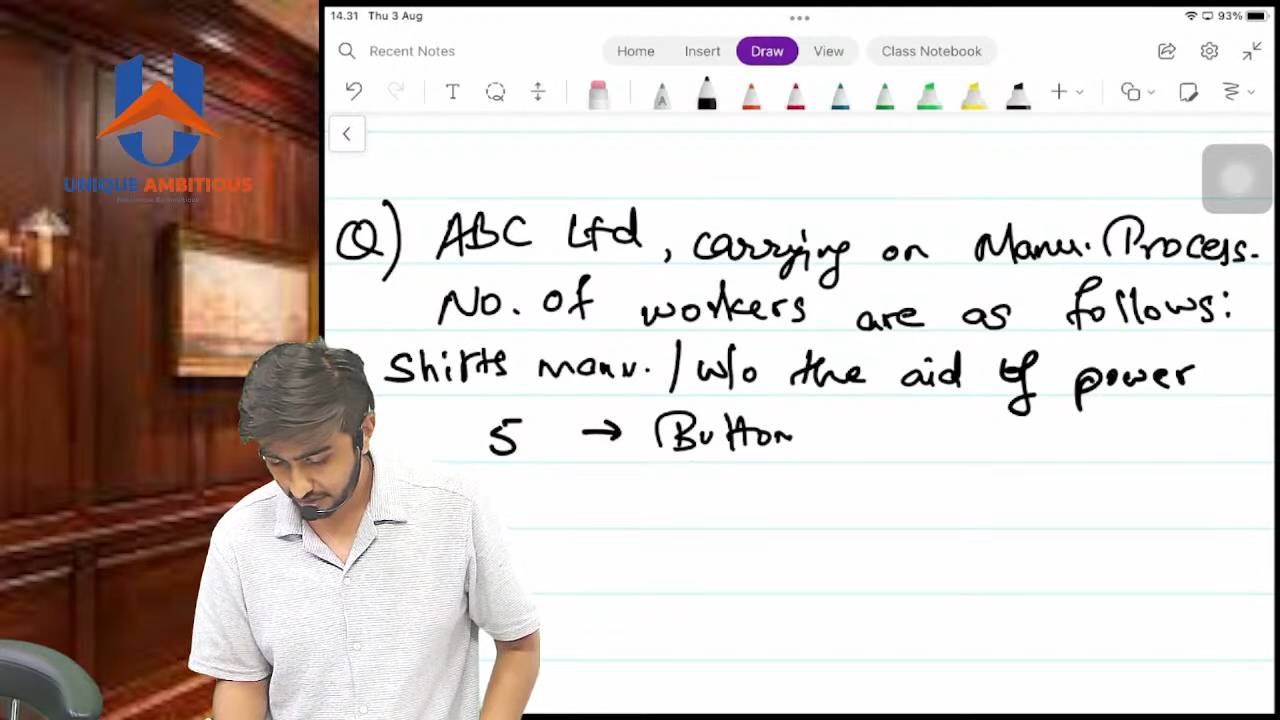 14.31 Thu 3 Aug
93%
Recent Notes
Home Insert Draw View Class Notebook
UNIQUE AMBITIOUS
Q) ABC Ltd, carrying on Manu. Process.
No. of workers are as follows:
Shirts manu. / w/o the aid of power
5 → Button